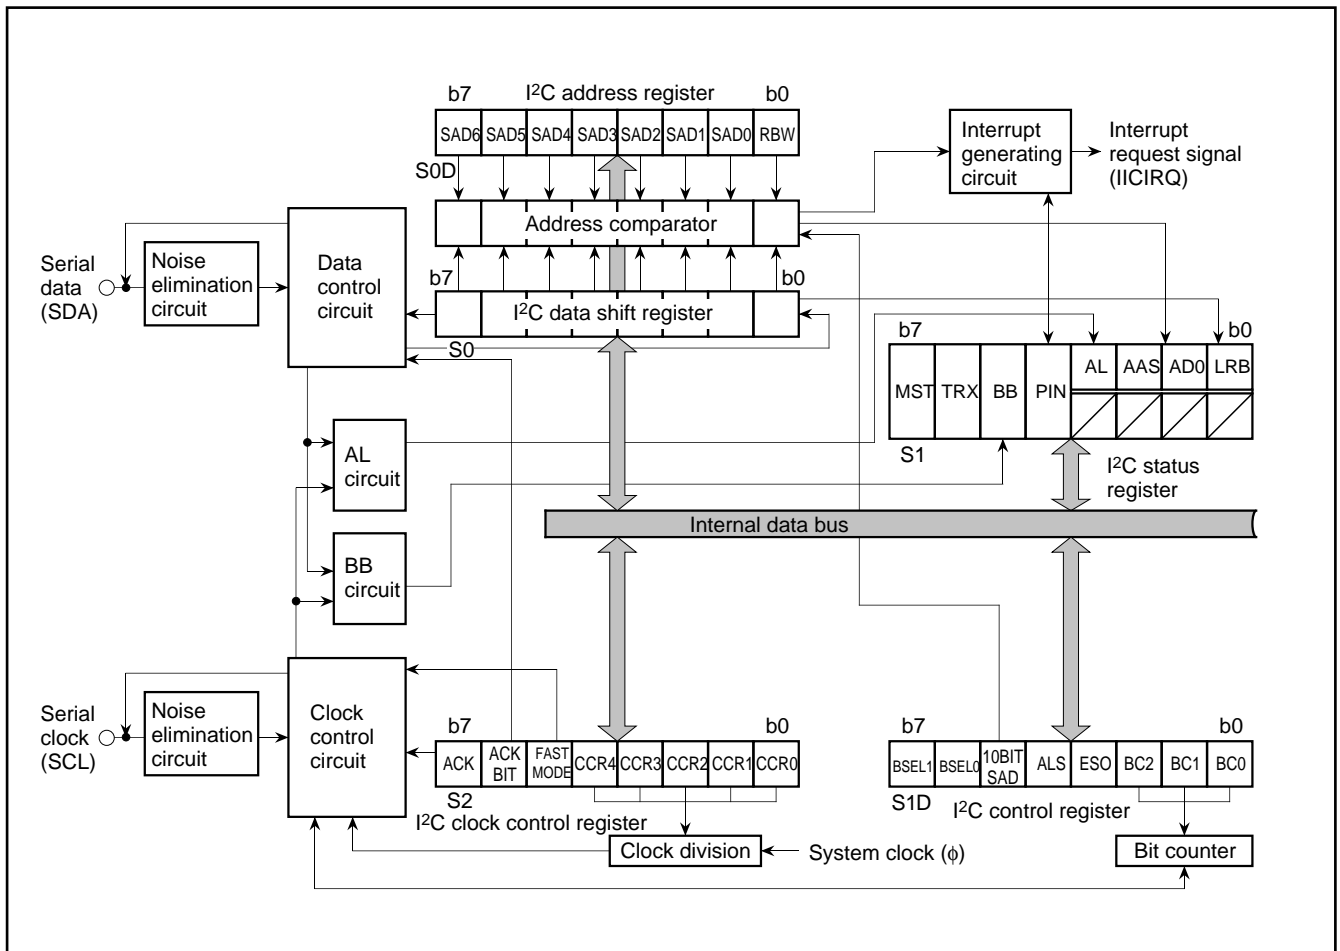 b7 I2C address register b0
SAD6 SAD5 SAD4 SAD3 SAD2 SAD1 SAD0 RBW
S0D
Address comparator
b7 b0
I2C data shift register
S0
Interrupt
generating
circuit
Interrupt
request signal
(IICIRQ)
Serial
data
(SDA)
Noise
elimination
circuit
Data
control
circuit
b7 b0
MST TRX BB PIN AL AAS AD0 LRB
S1
I2C status
register
AL
circuit
BB
circuit
Internal data bus
Serial
clock
(SCL)
Noise
elimination
circuit
Clock
control
circuit
b7 b0
ACK ACK BIT FAST MODE CCR4 CCR3 CCR2 CCR1 CCR0
S2
I2C clock control register
Clock division
System clock (ϕ)
b7 b0
BSEL1 BSEL0 10BIT SAD ALS ESO BC2 BC1 BC0
S1D
I2C control register
Bit counter